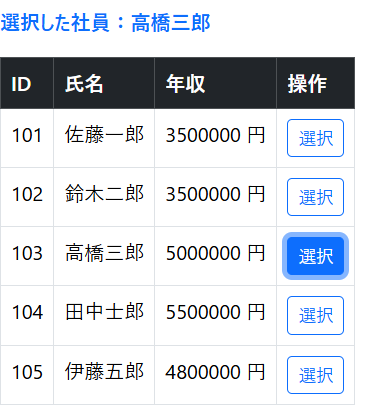 選択した社員：高橋三郎
ID 氏名 年収 操作
101 佐藤一郎 3500000 円 選択
102 鈴木二郎 3500000 円 選択
103 高橋三郎 5000000 円 選択
104 田中士郎 5500000 円 選択
105 伊藤五郎 4800000 円 選択